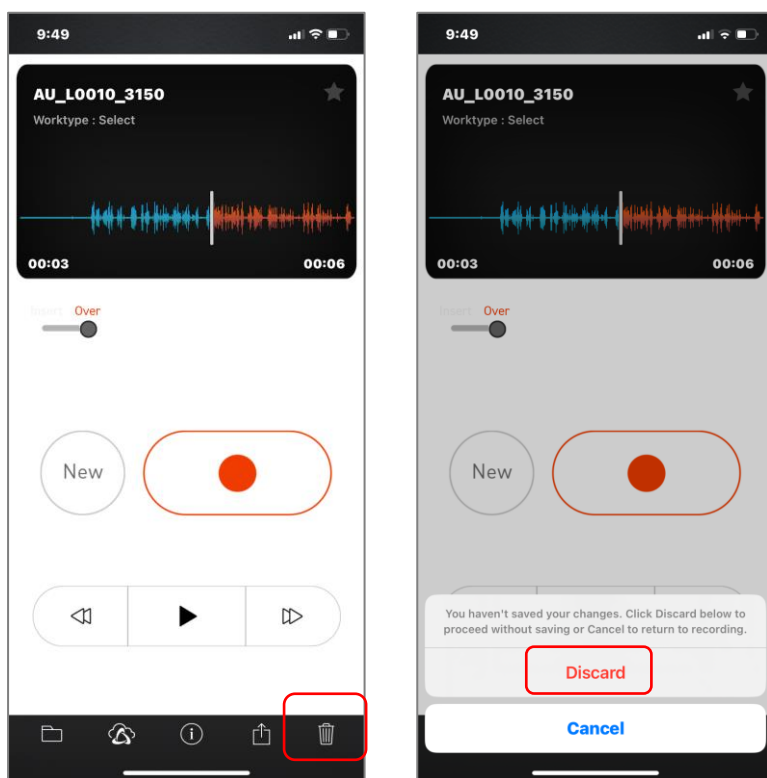 9:49
AU_L0010_3150
Worktype : Select
00:03
00:06
Insert Over
New
9:49
AU_L0010_3150
Worktype : Select
00:03
00:06
Insert Over
New
You haven't saved your changes. Click Discard below to
proceed without saving or Cancel to return to recording.
Discard
Cancel